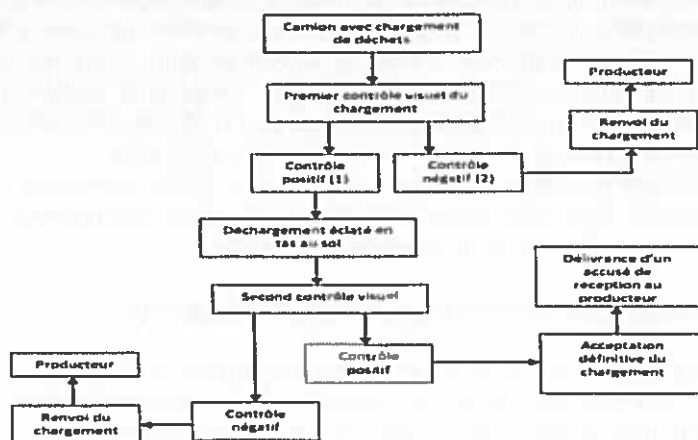 Camion avec chargement
de déchets
Premier contrôle visuel du
chargement
Producteur
Renvoi du
chargement
Contrôle
positif (1)
Contrôle
négatif (2)
Déchargement éclaté en
tas au sol
Second contrôle visuel
Délivrance d'un
accusé de
réception au
producteur
Contrôle
positif
Acceptation
définitive du
chargement
Producteur
Renvoi du
chargement
Contrôle
négatif